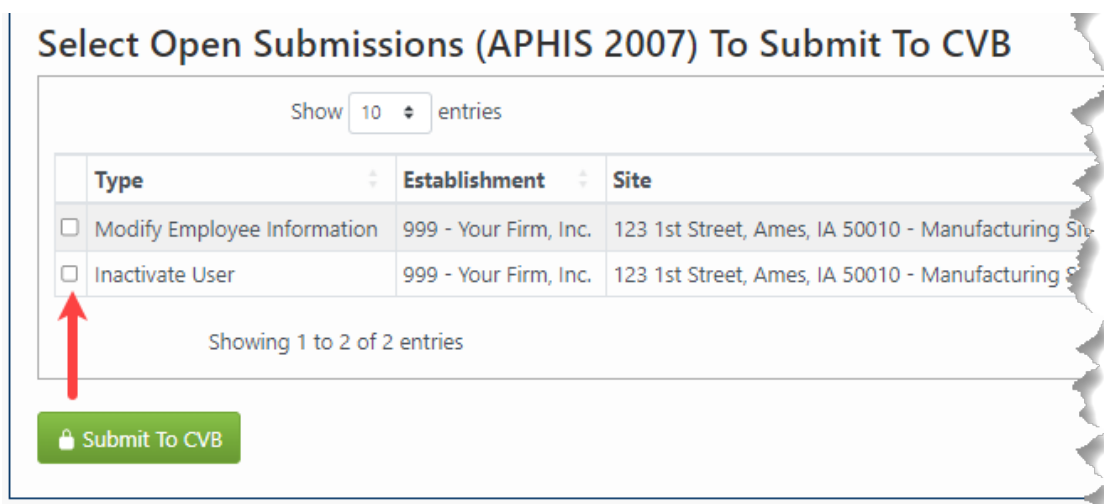 Select Open Submissions (APHIS 2007) To Submit To CVB
Show 10 entries
Type Establishment Site
Modify Employee Information 999 - Your Firm, Inc. 123 1st Street, Ames, IA 50010 - Manufacturing
Inactivate User 999 - Your Firm, Inc. 123 1st Street, Ames, IA 50010 - Manufacturing
Showing 1 to 2 of 2 entries
Submit To CVB